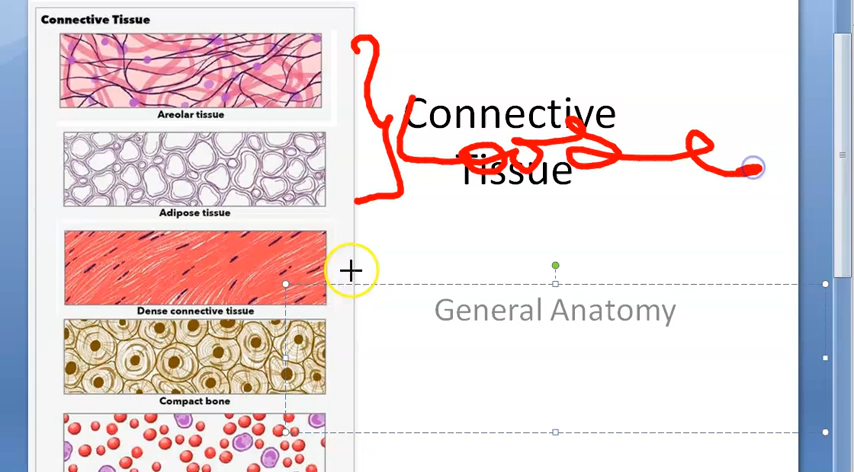 Connective Tissue
Areolar tissue
Adipose tissue
Dense connective tissue
Compact bone
Connective
Loose
Tissue
General Anatomy